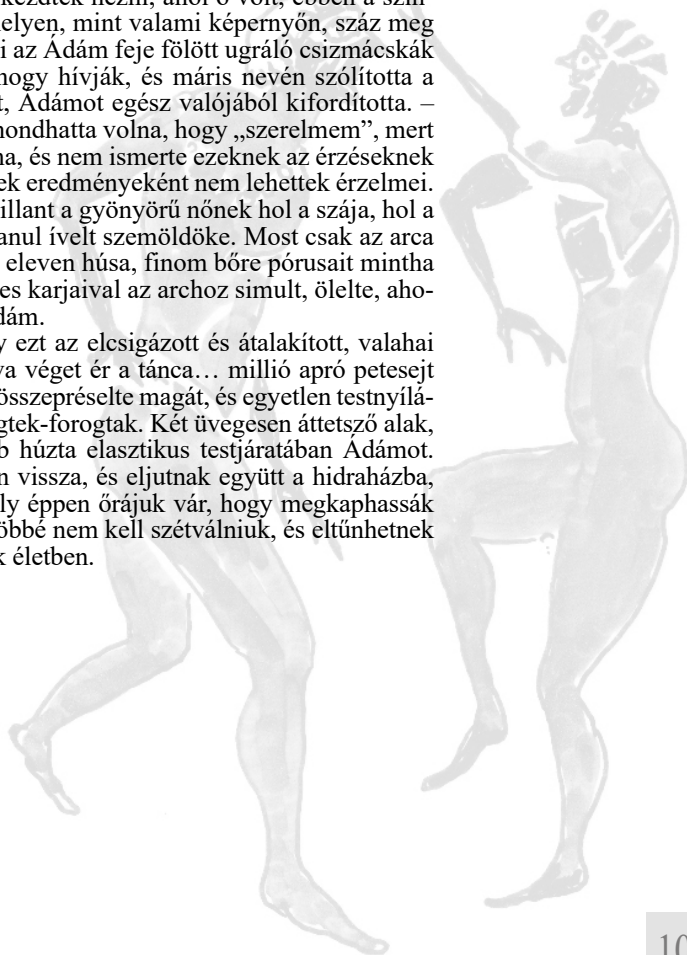 kezdtek nézni, ahol ő volt, ebben a szín-
helyen, mint valami képernyőn, száz meg
i az Ádám feje fölött ugráló csizmácskák
hogy hívják, és máris nevén szólította a
t, Ádámot egész valójából kifordította. –
mondhatta volna, hogy „szerelmem”, mert
na, és nem ismerte ezeknek az érzéseknek
ek eredményeként nem lehettek érzelmei.
illant a gyönyörű nőnek hol a szája, hol a
anul ívelt szemöldöke. Most csak az arca
eleven húsa, finom bőre pórusait mintha
es karjaival az archoz simult, ölelte, aho-
dám.
y ezt az elcsigázott és átalakított, valahai
va véget ér a tánca… millió apró petesejt
összepréselte magát, és egyetlen testnyílá-
gtek-forogtak. Két üvegesen áttetsző alak,
b húzta elasztikus testjáratában Ádámot.
n vissza, és eljutnak együtt a hidraházba,
ly éppen őrájuk vár, hogy megkaphassák
öbbé nem kell szétválniuk, és eltűnhetnek
k életben.
10